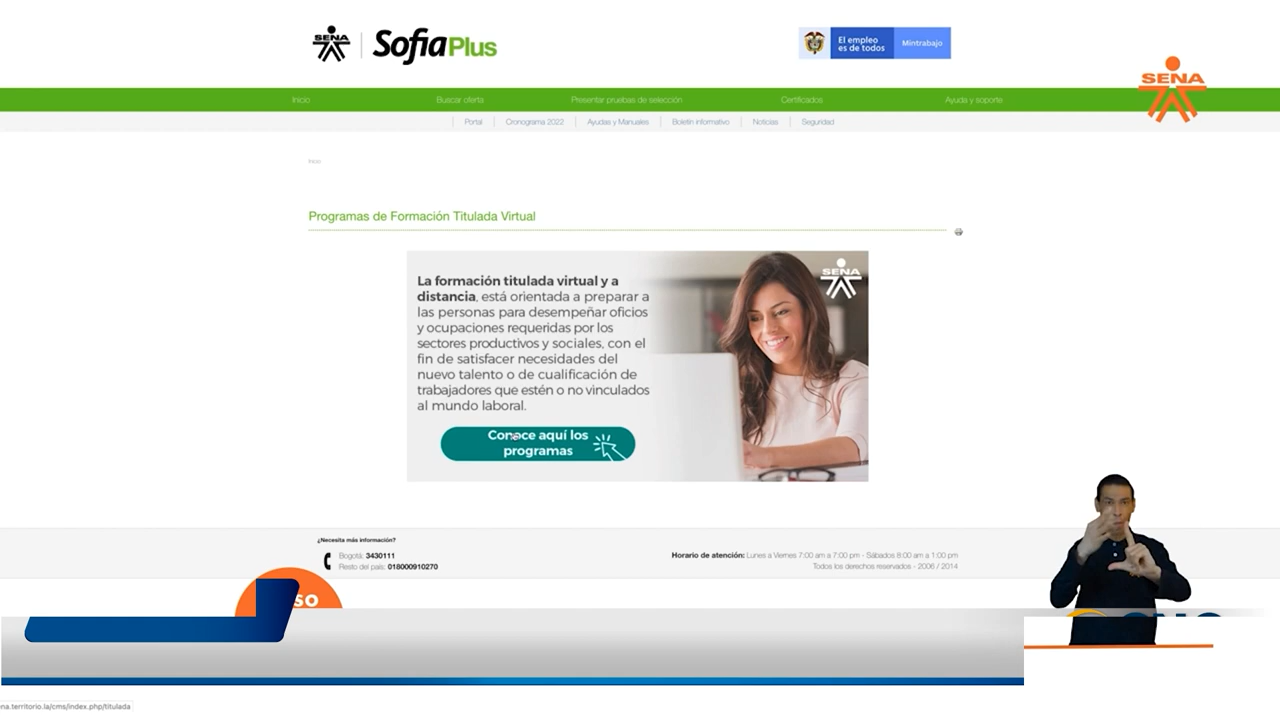 SENA
Sofia Plus
El empleo
es de todos
Mintrabajo
SENA
Inicio
Buscar oferta
Presentar pruebas de selección
Certificados
Ayuda y soporte
Portal
Cronograma 2022
Ayudas y Manuales
Boletín informativo
Noticias
Seguridad
Inicio
Programas de Formación Titulada Virtual
La formación titulada virtual y a
distancia, está orientada a preparar a
las personas para desempeñar oficios
y ocupaciones requeridas por los
sectores productivos y sociales, con el
fin de satisfacer necesidades del
nuevo talento o de cualificación de
trabajadores que estén o no vinculados
al mundo laboral.
SENA
Conoce aquí los
programas
¿Necesita más información?
Bogotá: 3430111
Resto del país: 018000910270
Horario de atención: Lunes a Viernes 7:00 am a 7:00 pm - Sábados 8:00 am a 1:00 pm
Todos los derechos reservados - 2006 / 2014
na.territorio.la/cms/index.php/titulada